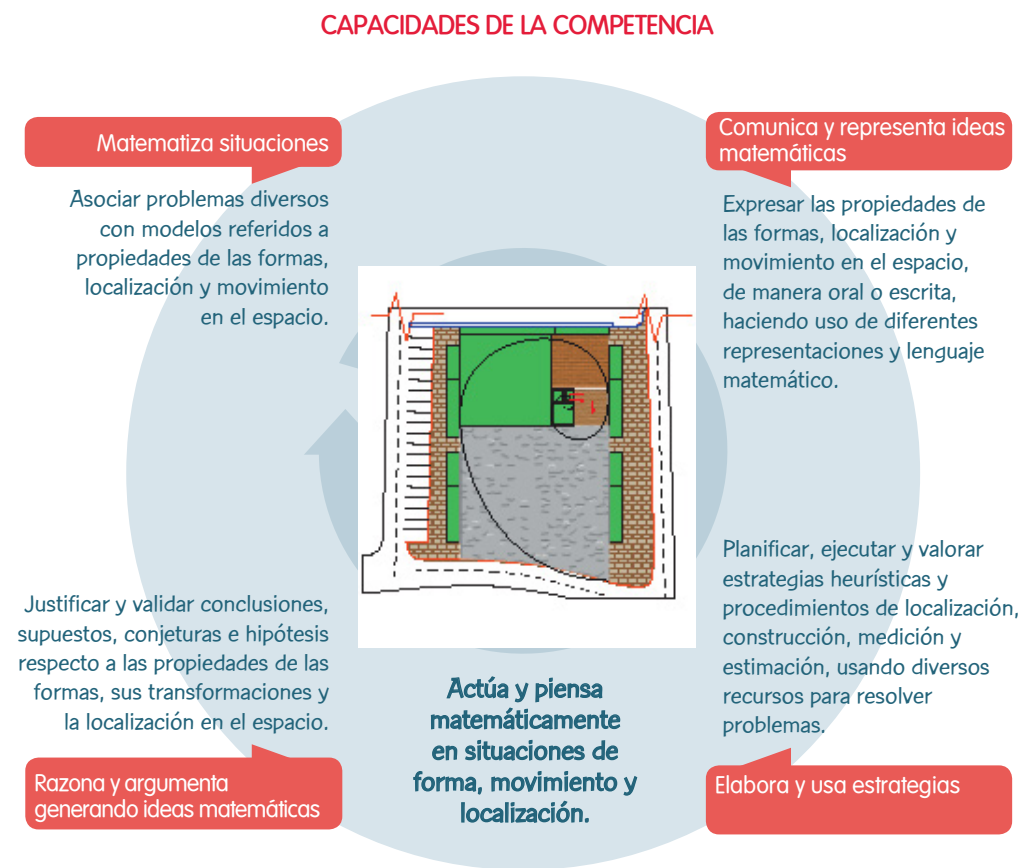 CAPACIDADES DE LA COMPETENCIA
Matematiza situaciones
Asociar problemas diversos
con modelos referidos a
propiedades de las formas,
localización y movimiento
en el espacio.
Comunica y representa ideas
matemáticas
Expresar las propiedades de
las formas, localización y
movimiento en el espacio,
de manera oral o escrita,
haciendo uso de diferentes
representaciones y lenguaje
matemático.
Justificar y validar conclusiones,
supuestos, conjeturas e hipótesis
respecto a las propiedades de las
formas, sus transformaciones y
la localización en el espacio.
Razona y argumenta
generando ideas matemáticas
Actúa y piensa
matemáticamente
en situaciones de
forma, movimiento y
localización.
Planificar, ejecutar y valorar
estrategias heurísticas y
procedimientos de localización,
construcción, medición y
estimación, usando diversos
recursos para resolver
problemas.
Elabora y usa estrategias